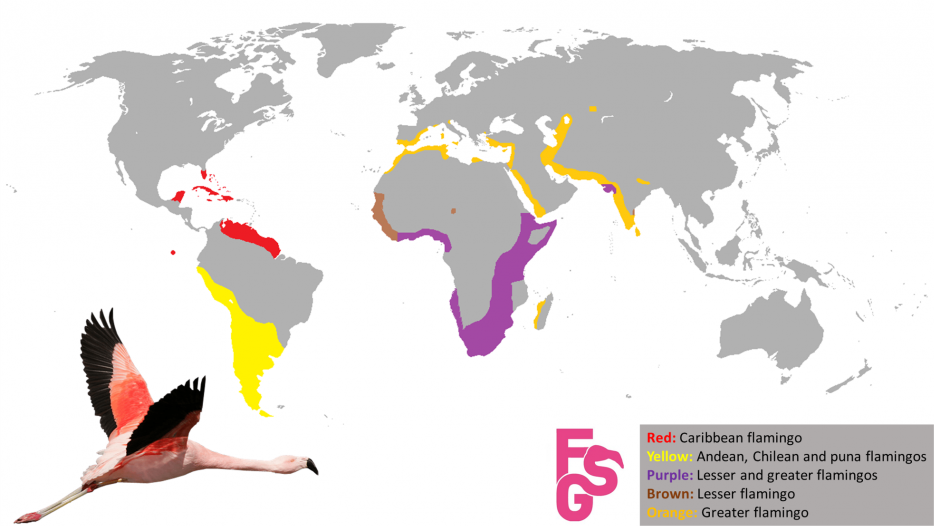 FSG
Red: Caribbean flamingo
Yellow: Andean, Chilean and puna flamingos
Purple: Lesser and greater flamingos
Brown: Lesser flamingo
Orange: Greater flamingo